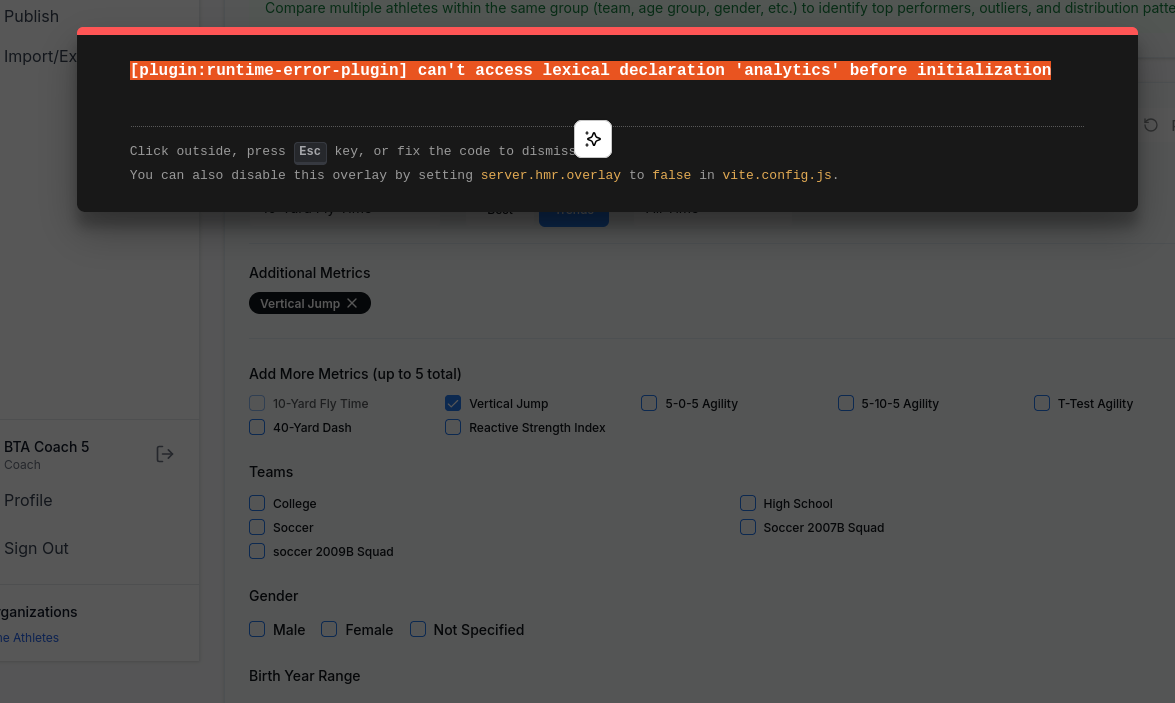 Publish
Compare multiple athletes within the same group (team, age group, gender, etc.) to identify top performers, outliers, and distribution
Import/Ex
[plugin:runtime-error-plugin] can't access lexical declaration 'analytics' before initialization
Click outside, press Esc key, or fix the code to dismiss
You can also disable this overlay by setting server.hmr.overlay to false in vite.config.js.
Additional Metrics
Vertical Jump
Add More Metrics (up to 5 total)
10-Yard Fly Time
Vertical Jump
5-0-5 Agility
5-10-5 Agility
T-Test Agility
40-Yard Dash
Reactive Strength Index
BTA Coach 5
Coach
Teams
College
High School
Profile
Soccer
Soccer 2007B Squad
Sign Out
soccer 2009B Squad
Gender
ganizations
Male
Female
Not Specified
e Athletes
Birth Year Range